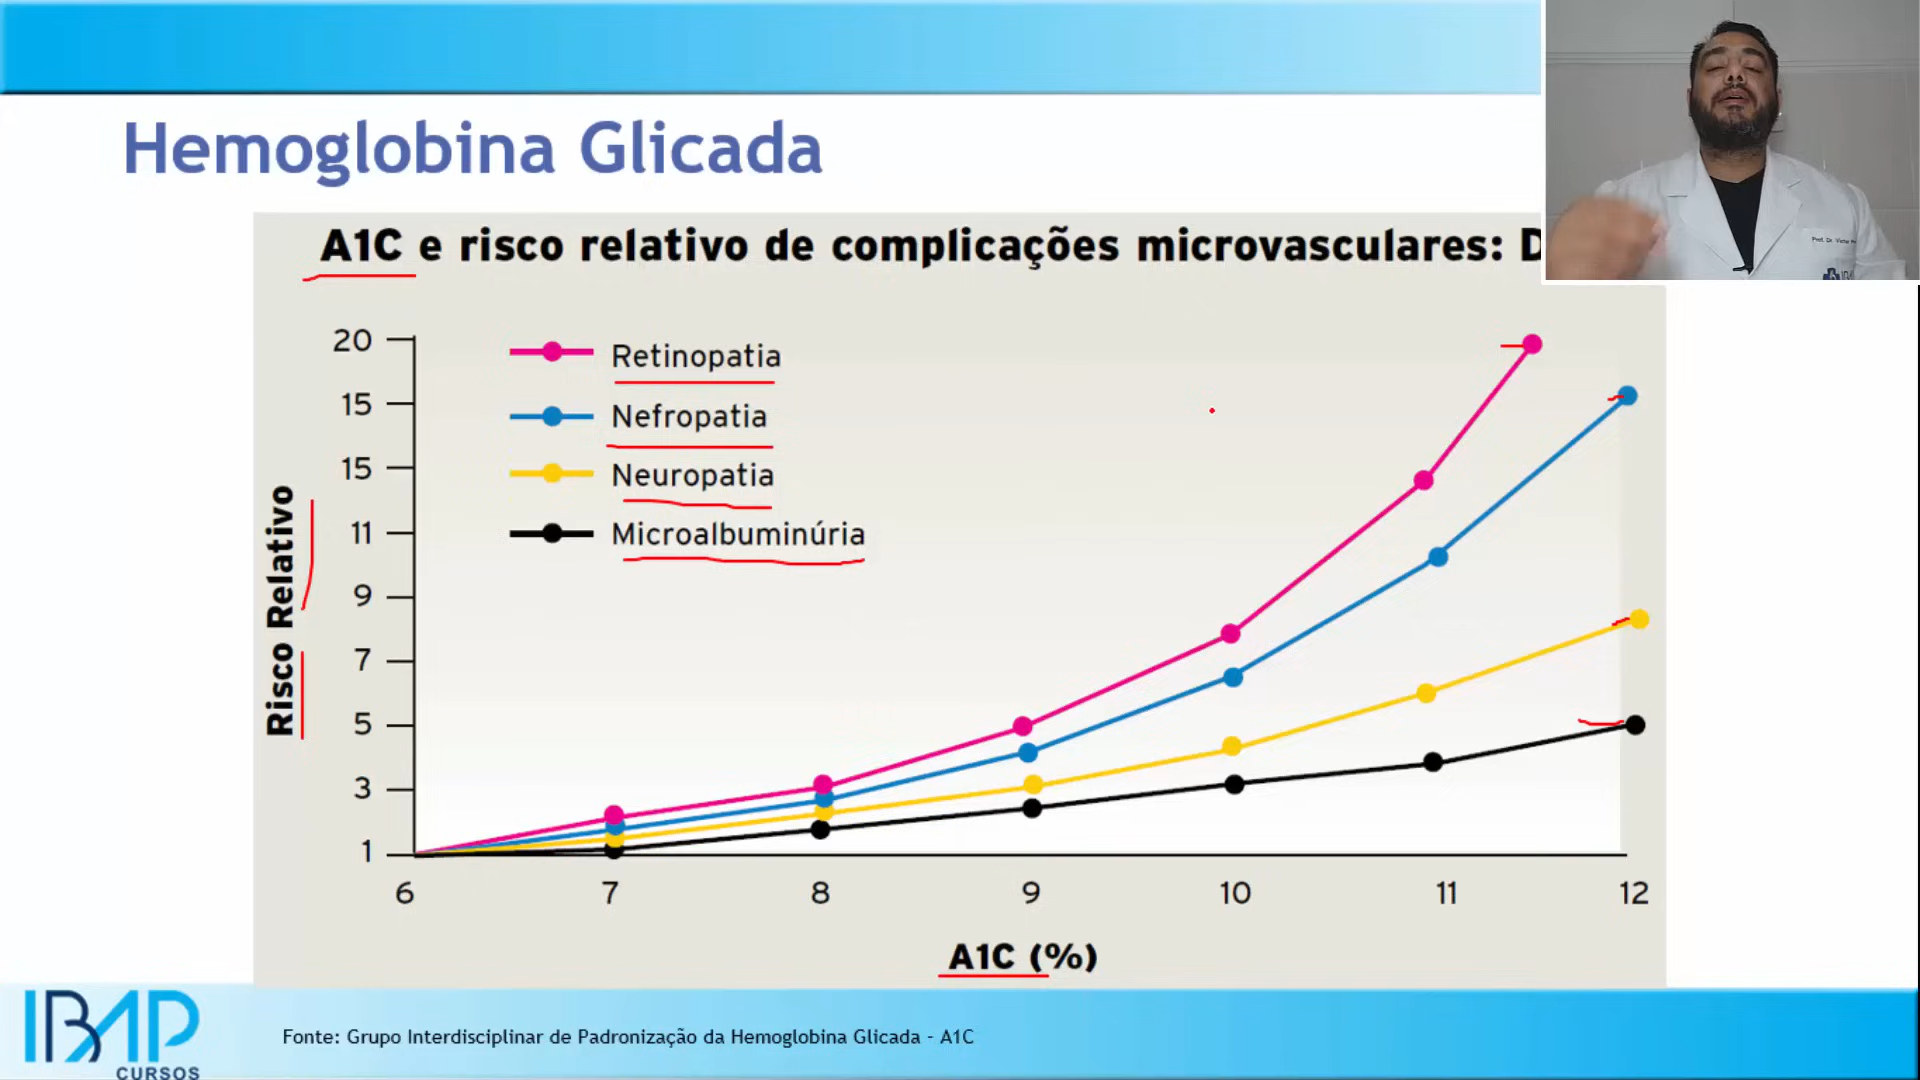 Hemoglobina Glicada
A1C e risco relativo de complicações microvasculares: D
Prof. Dr.
20
15
15
11
9
7
5
3
1
Risco Relativo
Retinopatia
Nefropatia
Neuropatia
Microalbuminúria
6 7 8 9 10 11 12
A1C (%)
IBAP
CURSOS
Fonte: Grupo Interdisciplinar de Padronização da Hemoglobina Glicada - A1C